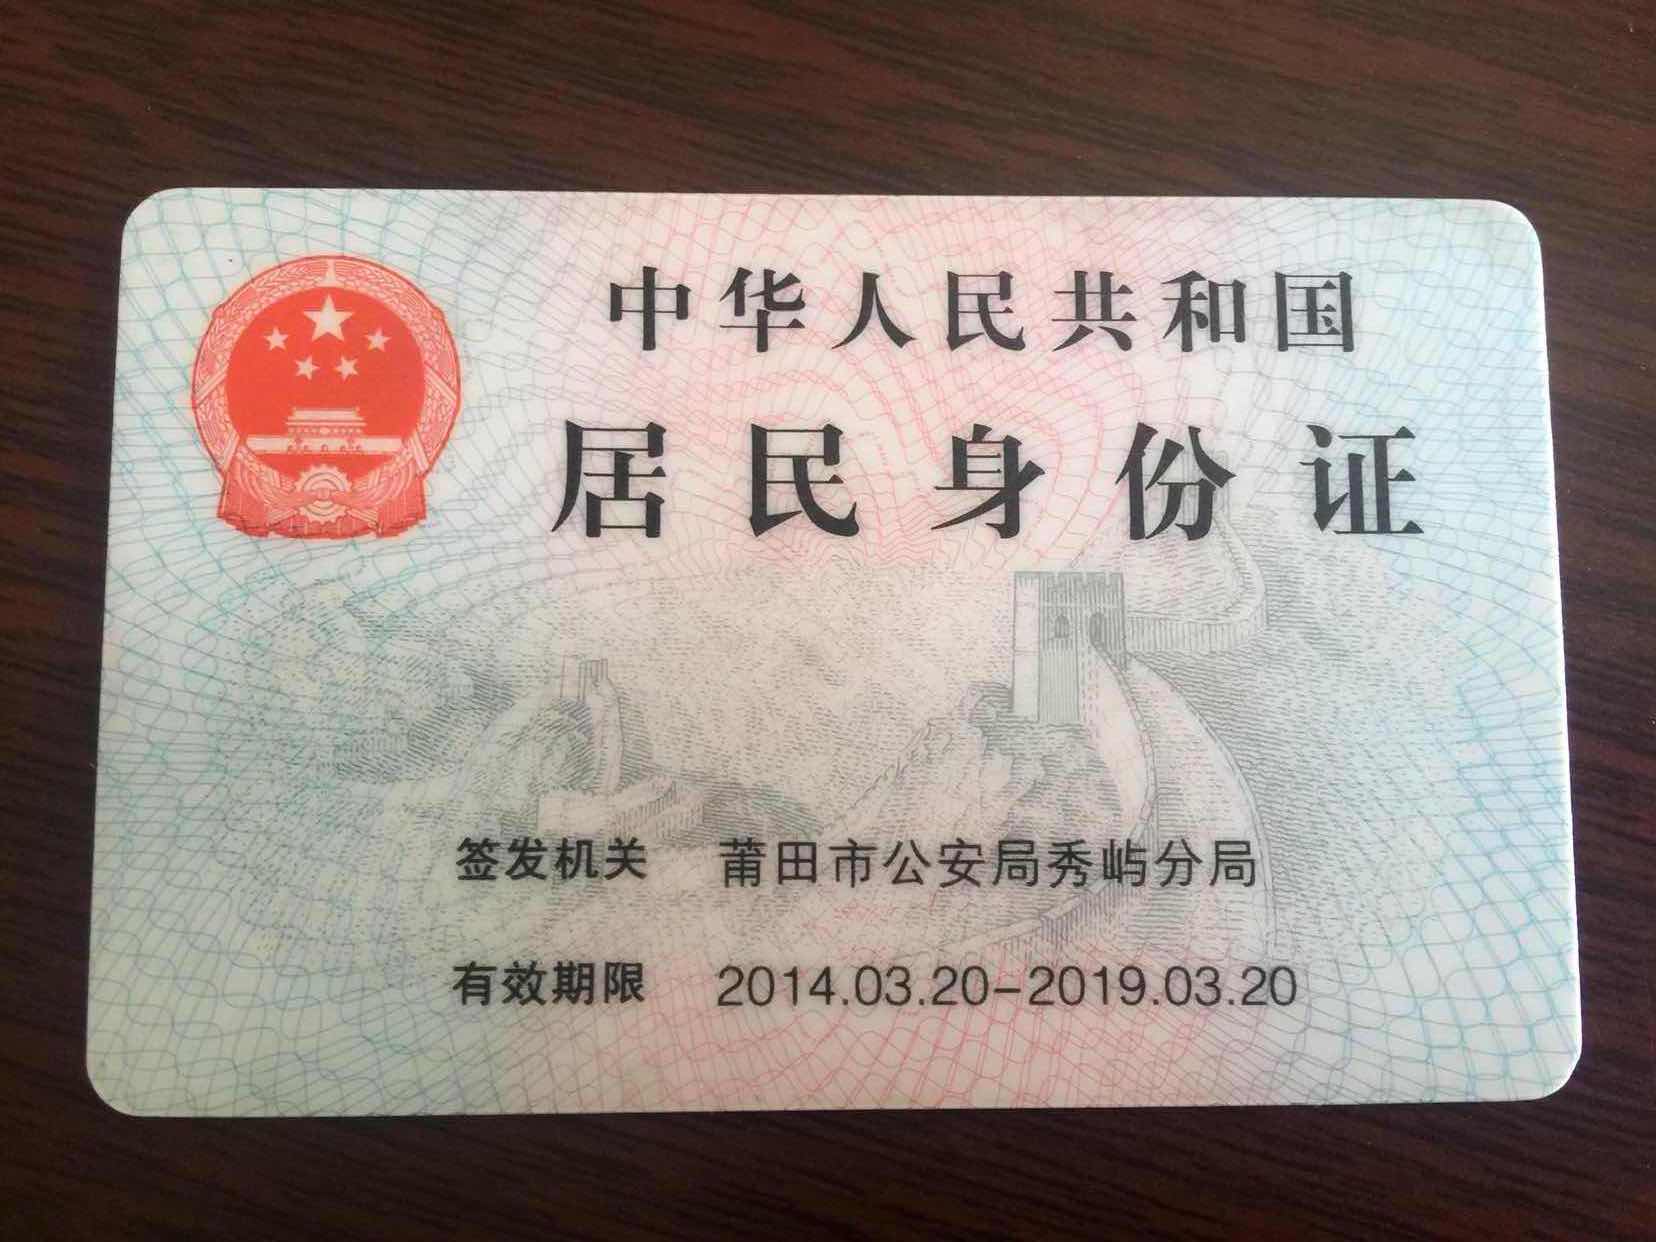 中华人民共和国
居民身份证
签发机关 莆田市公安局秀屿分局
有效期限 2014.03.20-2019.03.20